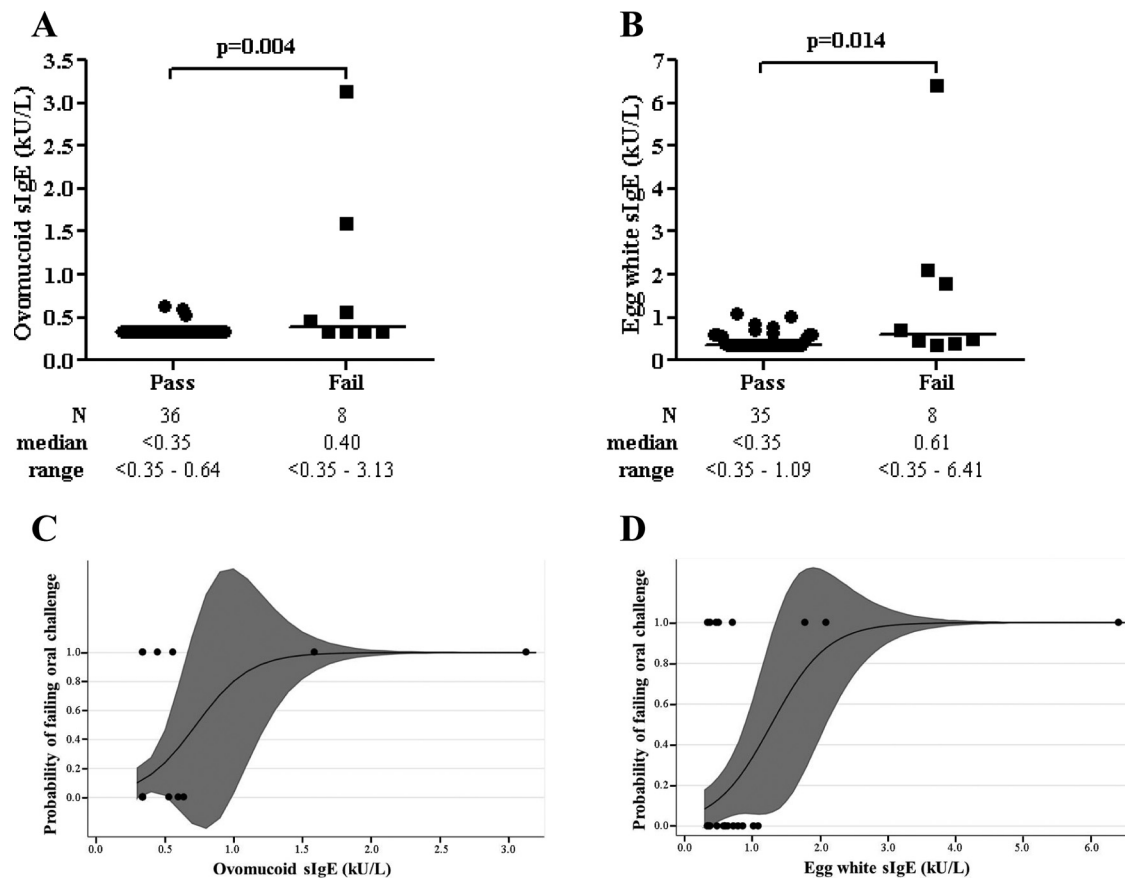 A
p=0.004
Ovomucoid sIgE (kU/L)
3.5
3.0
2.5
2.0
1.5
1.0
0.5
0.0
Pass Fail
N 36 8
median <0.35 0.40
range <0.35 - 0.64 <0.35 - 3.13
B
p=0.014
Egg white sIgE (kU/L)
7
6
5
4
3
2
1
0
Pass Fail
N 35 8
median <0.35 0.61
range <0.35 - 1.09 <0.35 - 6.41
C
Probability of failing oral challenge
1.0
0.8
0.6
0.4
0.2
0.0
0.0 0.5 1.0 1.5 2.0 2.5 3.0
Ovomucoid sIgE (kU/L)
D
Probability of failing oral challenge
1.0
0.8
0.6
0.4
0.2
0.0
0.0 1.0 2.0 3.0 4.0 5.0 6.0
Egg white sIgE (kU/L)